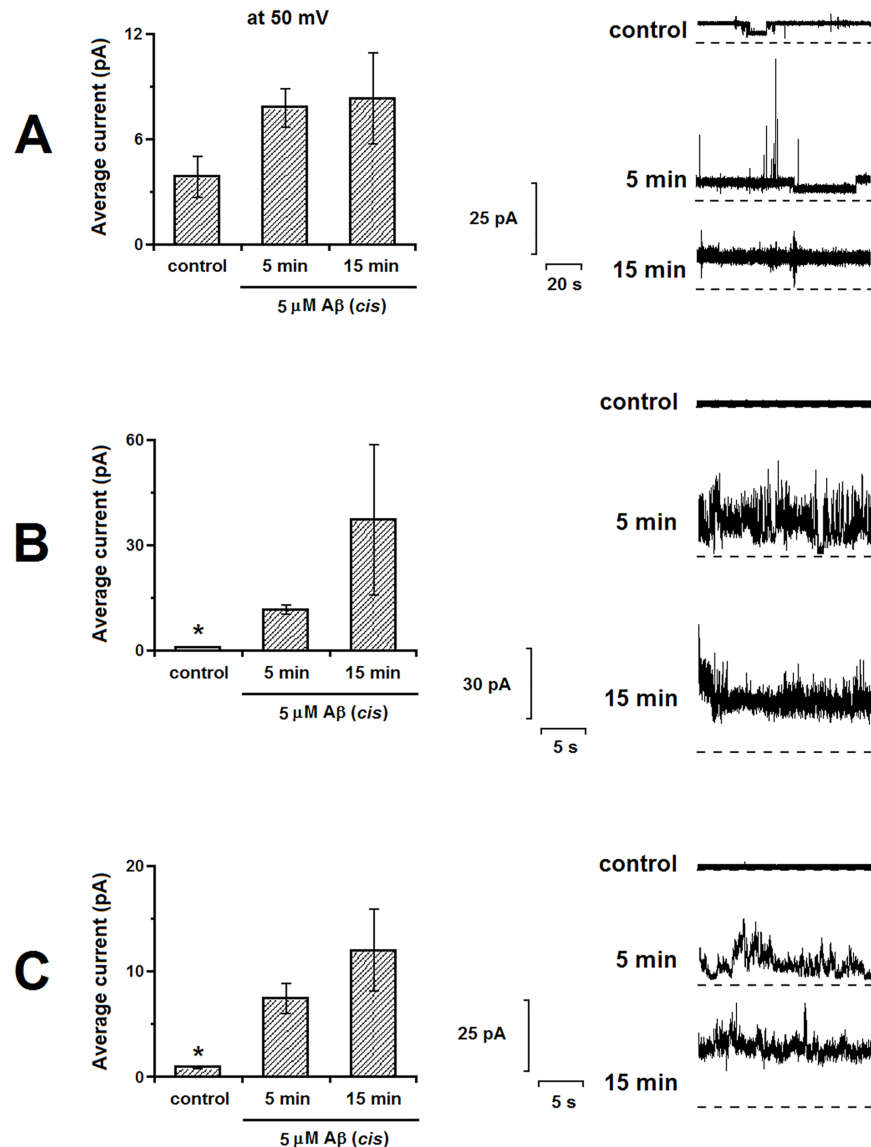 at 50 mV
A
Average current (pA)
12
6
0
control
5 min
15 min
5 μM Aβ (cis)
control
5 min
15 min
25 pA
20 s
B
Average current (pA)
60
30
0
*
control
5 min
15 min
5 μM Aβ (cis)
control
5 min
15 min
30 pA
5 s
C
Average current (pA)
20
10
0
*
control
5 min
15 min
5 μM Aβ (cis)
control
5 min
15 min
25 pA
5 s